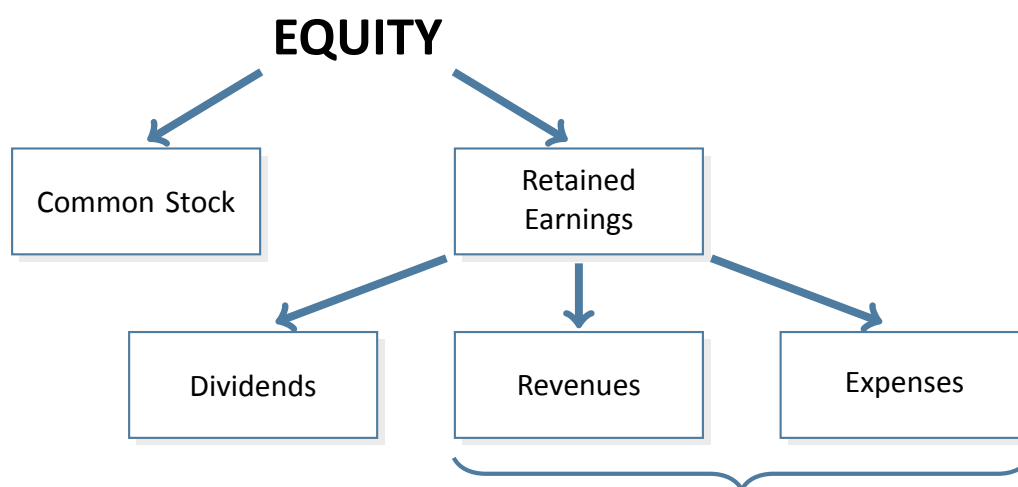 EQUITY
Common Stock
Retained
Earnings
Dividends
Revenues
Expenses